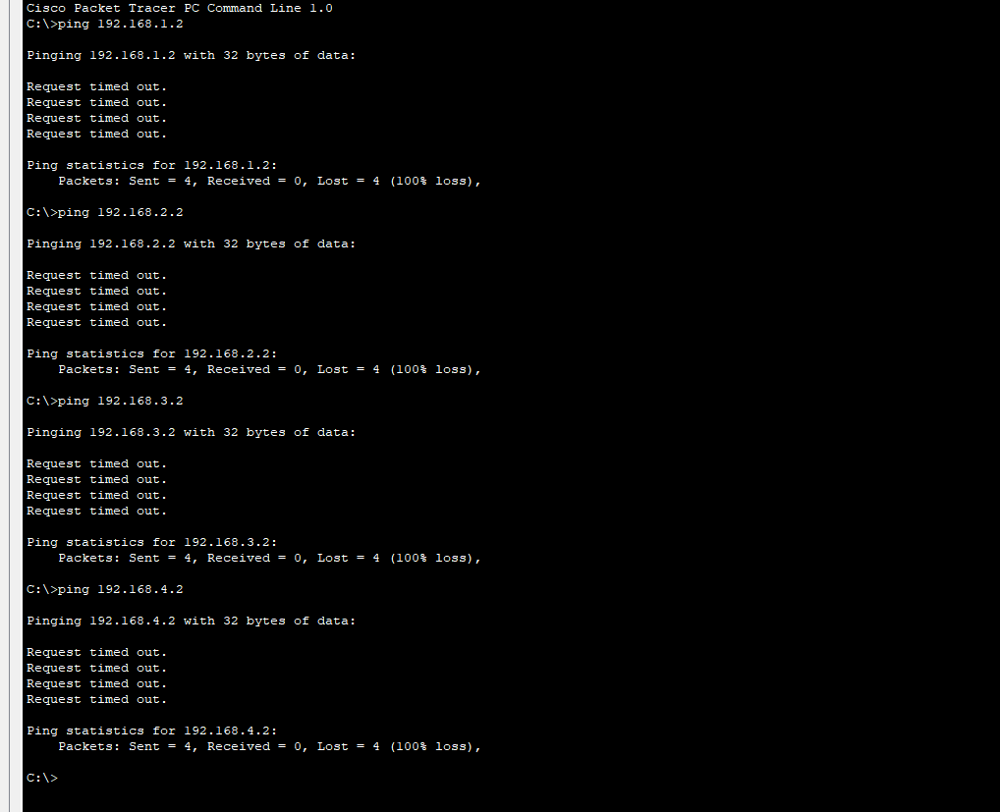 Cisco Packet Tracer PC Command Line 1.0
C:\>ping 192.168.1.2
Pinging 192.168.1.2 with 32 bytes of data:
Request timed out.
Request timed out.
Request timed out.
Request timed out.
Ping statistics for 192.168.1.2:
Packets: Sent = 4, Received = 0, Lost = 4 (100% loss),
C:\>ping 192.168.2.2
Pinging 192.168.2.2 with 32 bytes of data:
Request timed out.
Request timed out.
Request timed out.
Request timed out.
Ping statistics for 192.168.2.2:
Packets: Sent = 4, Received = 0, Lost = 4 (100% loss),
C:\>ping 192.168.3.2
Pinging 192.168.3.2 with 32 bytes of data:
Request timed out.
Request timed out.
Request timed out.
Request timed out.
Ping statistics for 192.168.3.2:
Packets: Sent = 4, Received = 0, Lost = 4 (100% loss),
C:\>ping 192.168.4.2
Pinging 192.168.4.2 with 32 bytes of data:
Request timed out.
Request timed out.
Request timed out.
Request timed out.
Ping statistics for 192.168.4.2:
Packets: Sent = 4, Received = 0, Lost = 4 (100% loss),
C:\>